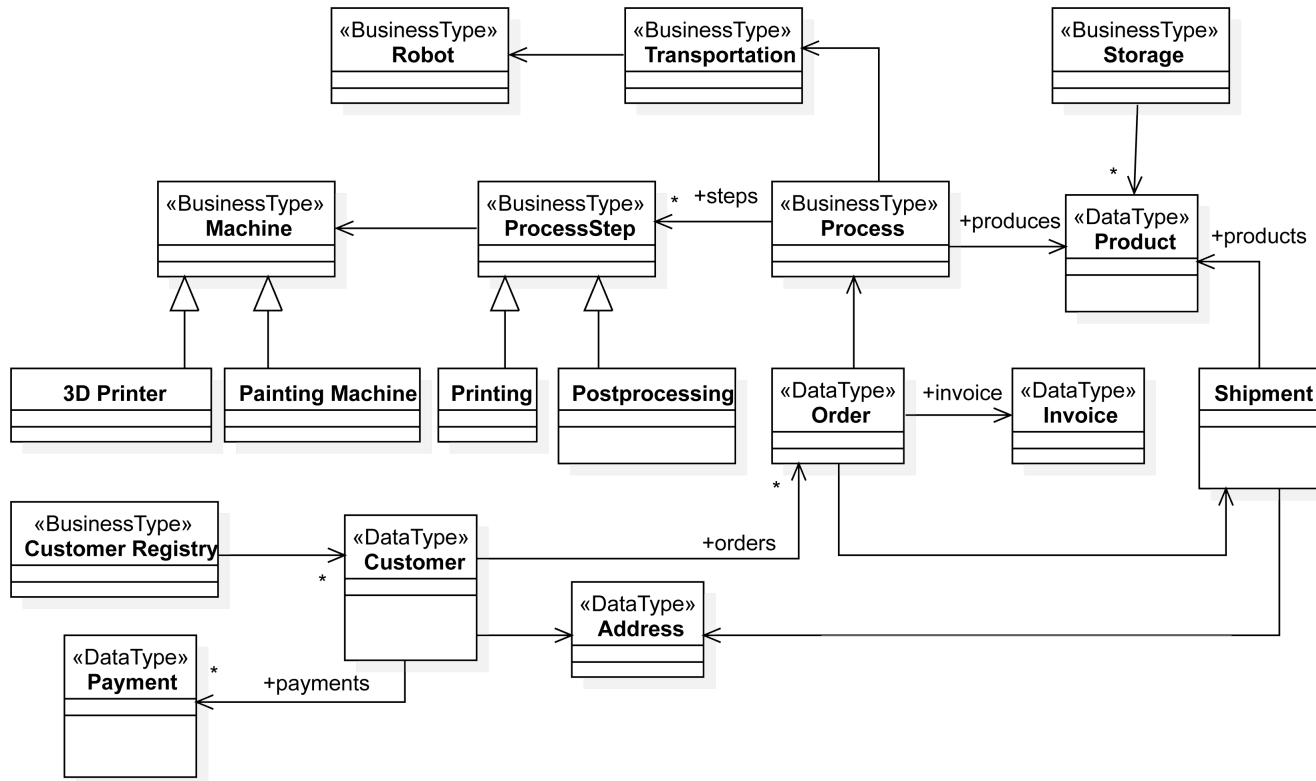 «BusinessType»
Robot
«BusinessType»
Transportation
«BusinessType»
Storage
«BusinessType»
Machine
«BusinessType»
ProcessStep
*
+steps
«BusinessType»
Process
+produces
*
«DataType»
Product
+products
3D Printer
Painting Machine
Printing
Postprocessing
«DataType»
Order
*
+invoice
«DataType»
Invoice
Shipment
«BusinessType»
Customer Registry
*
«DataType»
Customer
+orders
«DataType»
Address
«DataType»
Payment
*
+payments